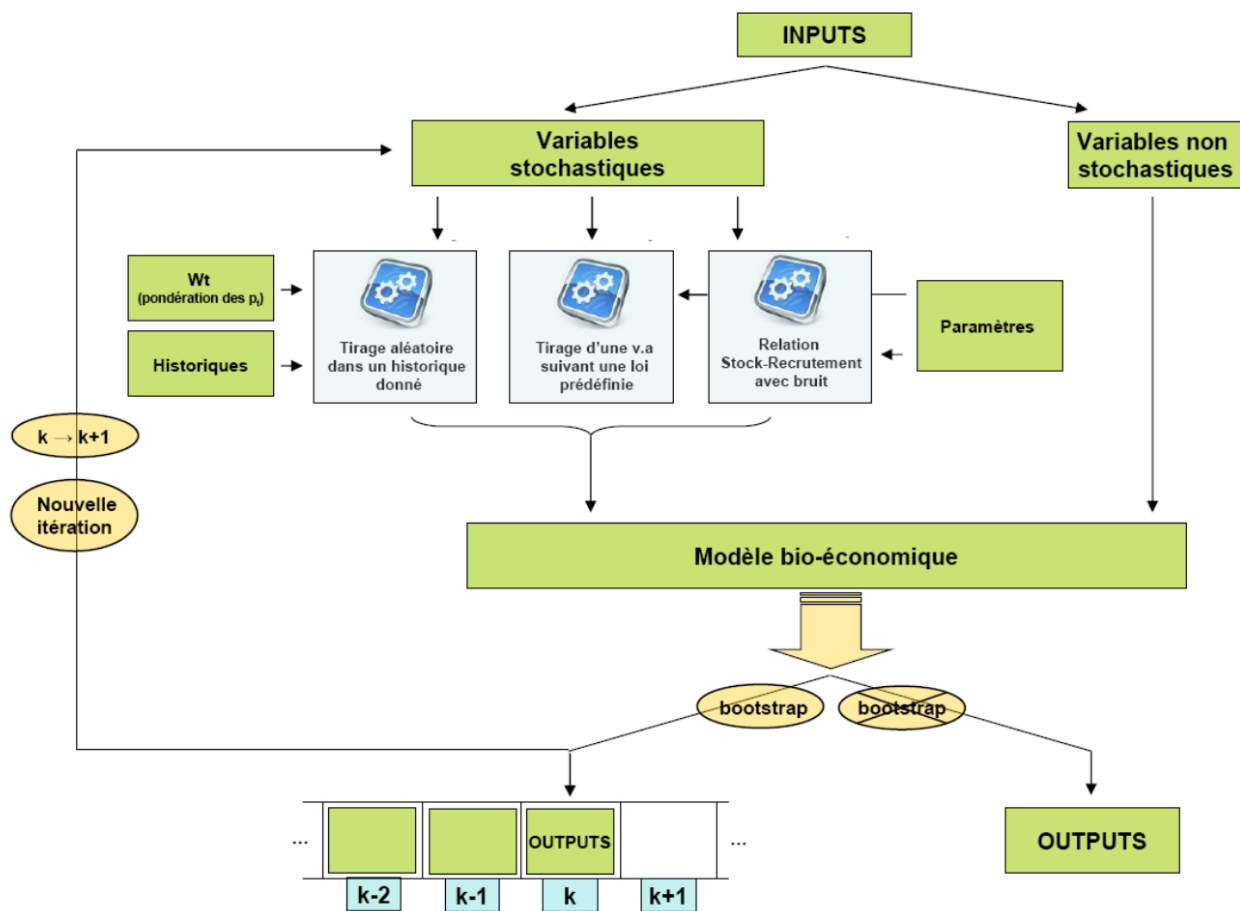 INPUTS
Variables
stochastiques
Variables non
stochastiques
Wt
(pondération des pt)
Historiques
Tirage aléatoire
dans un historique
donné
Tirage d'une v.a
suivant une loi
prédéfinie
Relation
Stock-Recrutement
avec bruit
Paramètres
k → k+1
Nouvelle
itération
Modèle bio-économique
bootstrap
bootstrap
...
OUTPUTS
...
k-2
k-1
k
k+1
OUTPUTS